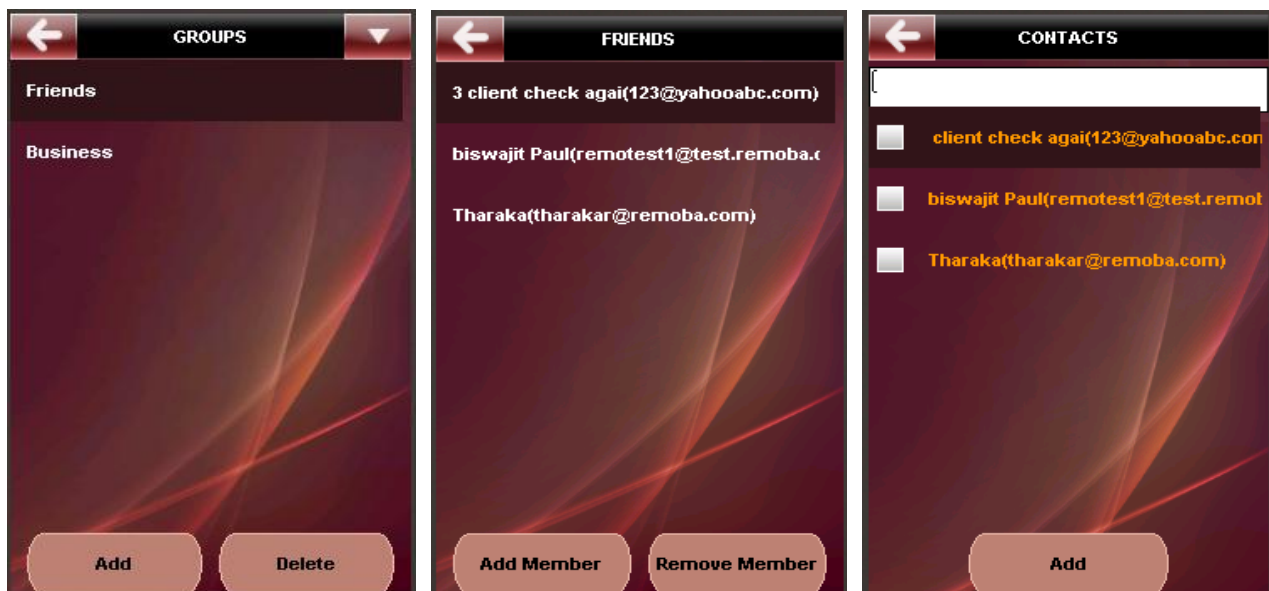 GROUPS
Friends
Business
Add
Delete
FRIENDS
3 client check agai(123@yahooabc.com)
biswajit Paul(remotest1@test.remoba.c
Tharaka(tharakar@remoba.com)
Add Member
Remove Member
CONTACTS
client check agai(123@yahooabc.con
biswajit Paul(remotest1@test.remot
Tharaka(tharakar@remoba.com)
Add